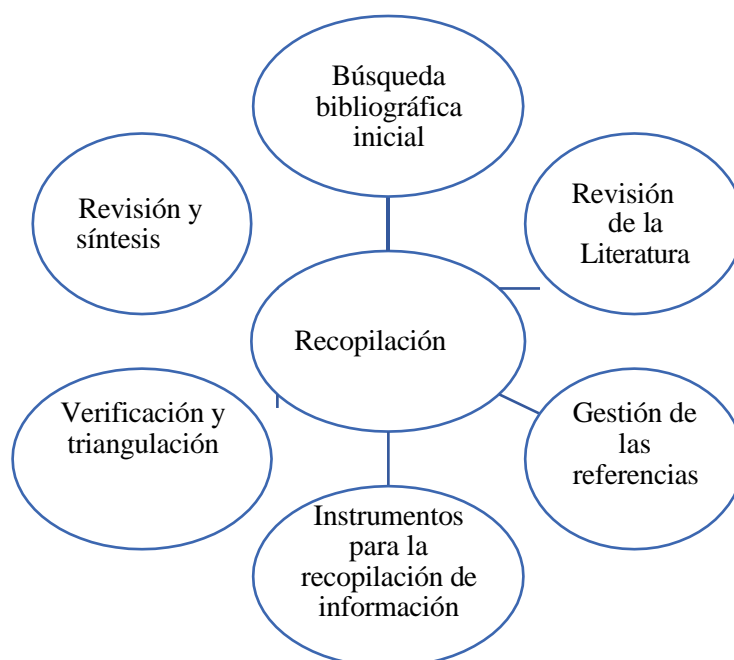 Búsqueda
bibliográfica
inicial
Revisión
de la
Literatura
Revisión y
síntesis
Recopilación
Verificación y
triangulación
Gestión de
las
referencias
Instrumentos
para la
recopilación de
información